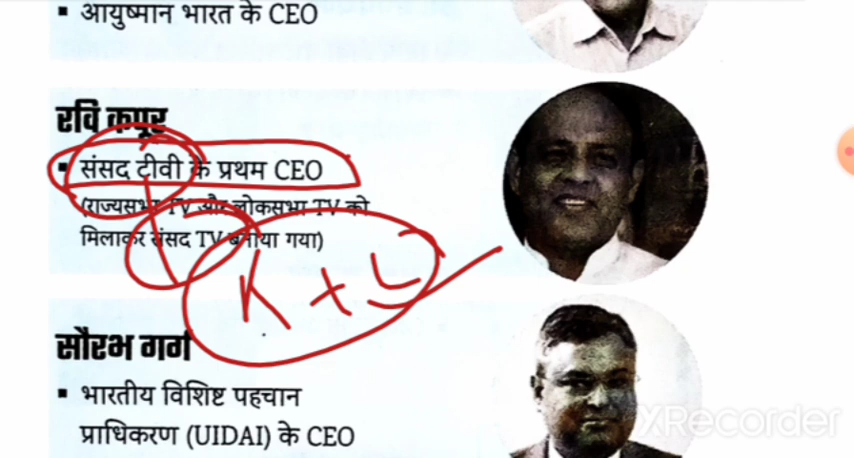 ▪ आयुष्मान भारत के CEO
रवि कपूर
▪ संसद टीवी के प्रथम CEO
(राज्यसभा TV और लोकसभा TV को
मिलाकर संसद TV बनाया गया)
K + L
सौरभ गर्ग
▪ भारतीय विशिष्ट पहचान
प्राधिकरण (UIDAI) के CEO
XRecorder